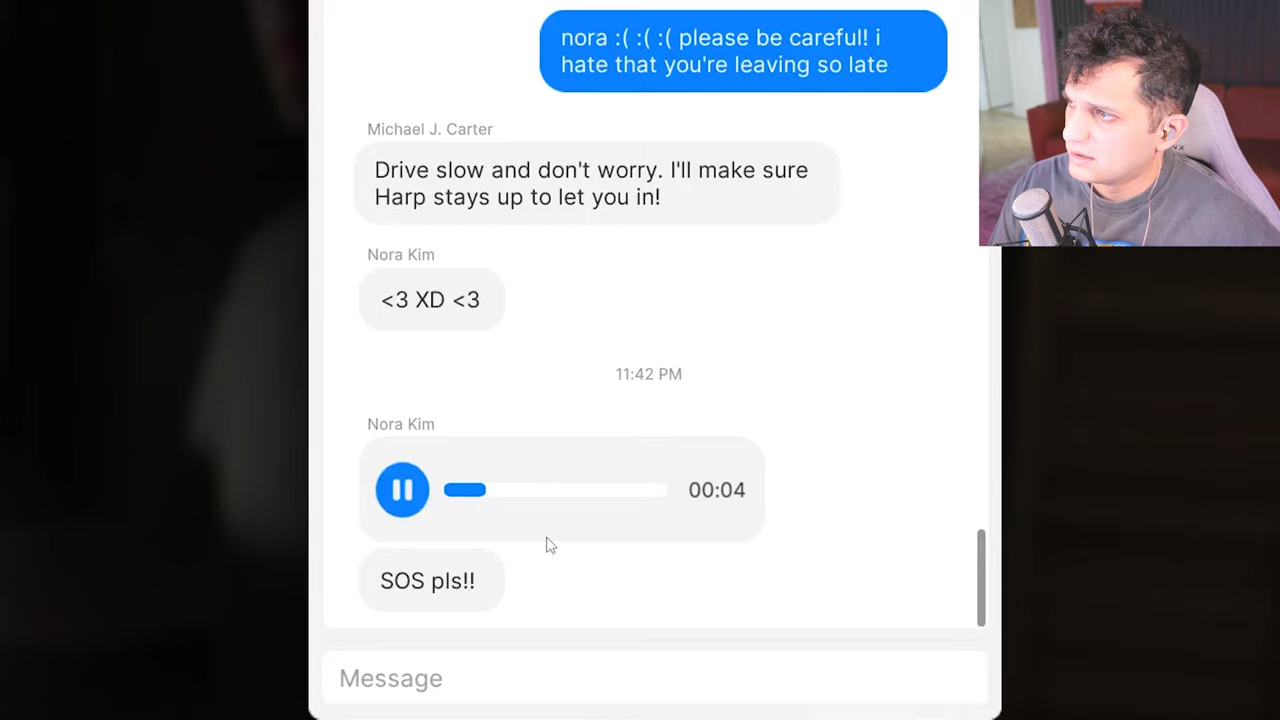 nora :( :( :( please be careful! i
hate that you're leaving so late
Michael J. Carter
Drive slow and don't worry. I'll make sure
Harp stays up to let you in!
Nora Kim
<3 XD <3
11:42 PM
Nora Kim
00:04
SOS pls!!
Message